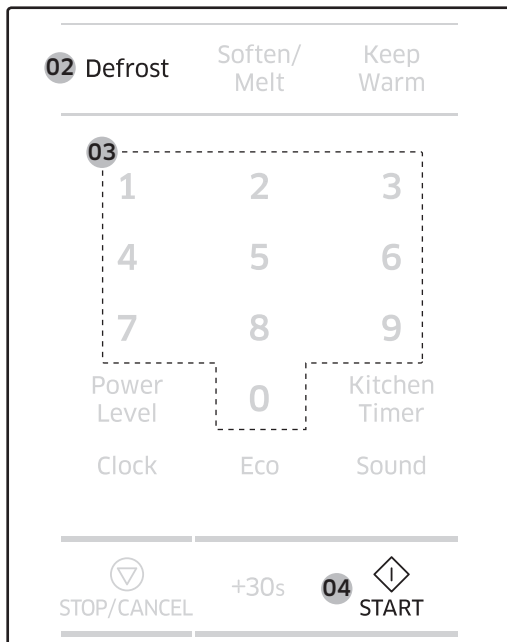 02 Defrost Soften/ Keep
Melt Warm
03
1 2 3
4 5 6
7 8 9
Power 0 Kitchen
Level Timer
Clock Eco Sound
STOP/CANCEL +30s 04 START